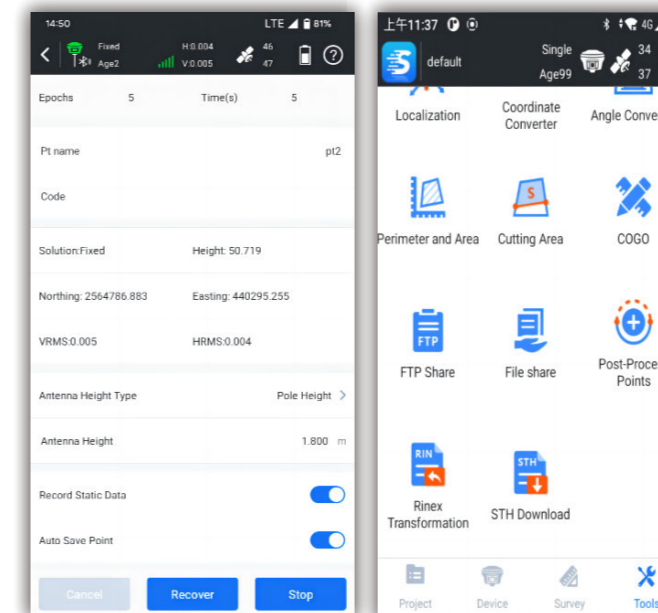 14:50
LTE 81%
Fixed
H:0.004
46
Age2
V:0.005
47
Epochs 5 Time(s) 5
Pt name pt2
Code
Solution:Fixed Height: 50.719
Northing: 2564786.883 Easting: 440295.255
VRMS:0.005 HRMS:0.004
Antenna Height Type Pole Height
Antenna Height 1.800 m
Record Static Data
Auto Save Point
Cancel Recover Stop
上午11:37
4G
default
Single
34
Age99
37
Localization
Coordinate
Converter
Angle Conve
Perimeter and Area
S
Cutting Area
COGO
FTP
FTP Share
File share
Post-Proce
Points
RIN
Rinex
Transformation
STH
STH Download
Project Device Survey Tools